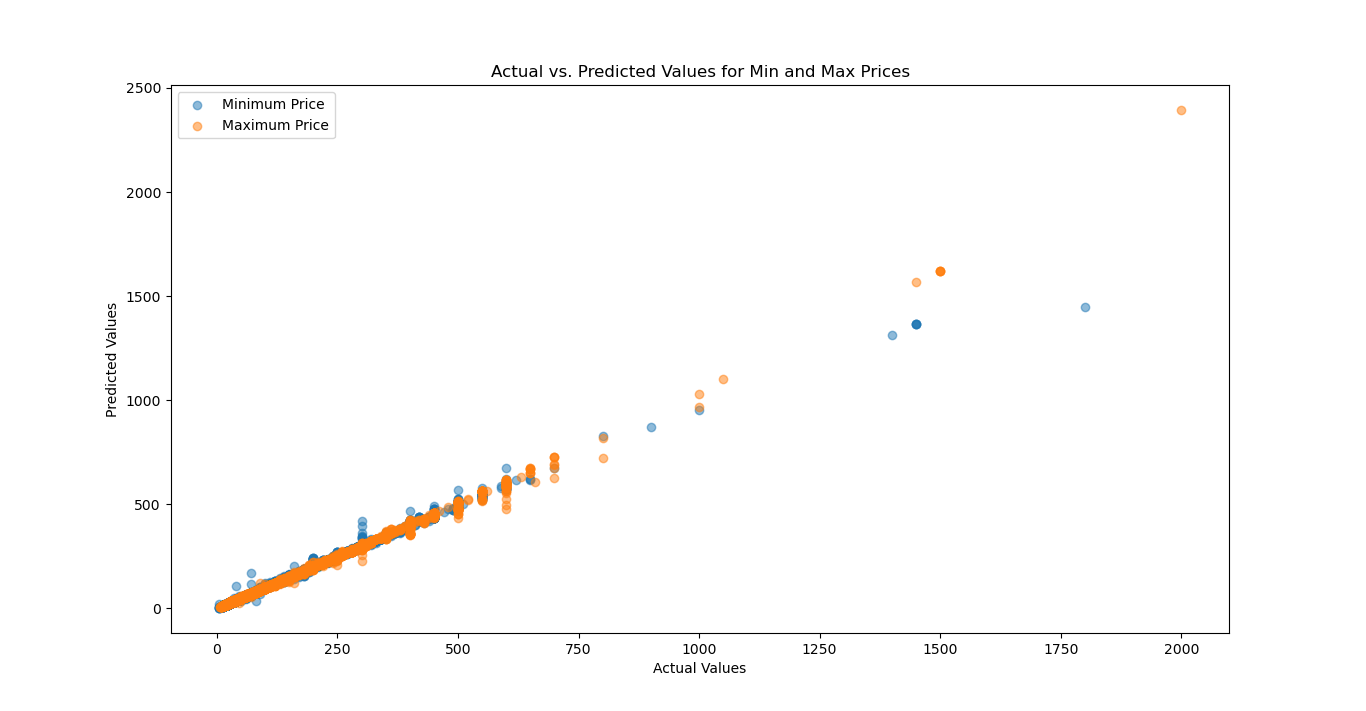 Actual vs. Predicted Values for Min and Max Prices
Minimum Price
Maximum Price
2500
2000
1500
1000
500
0
Predicted Values
0 250 500 750 1000 1250 1500 1750 2000
Actual Values